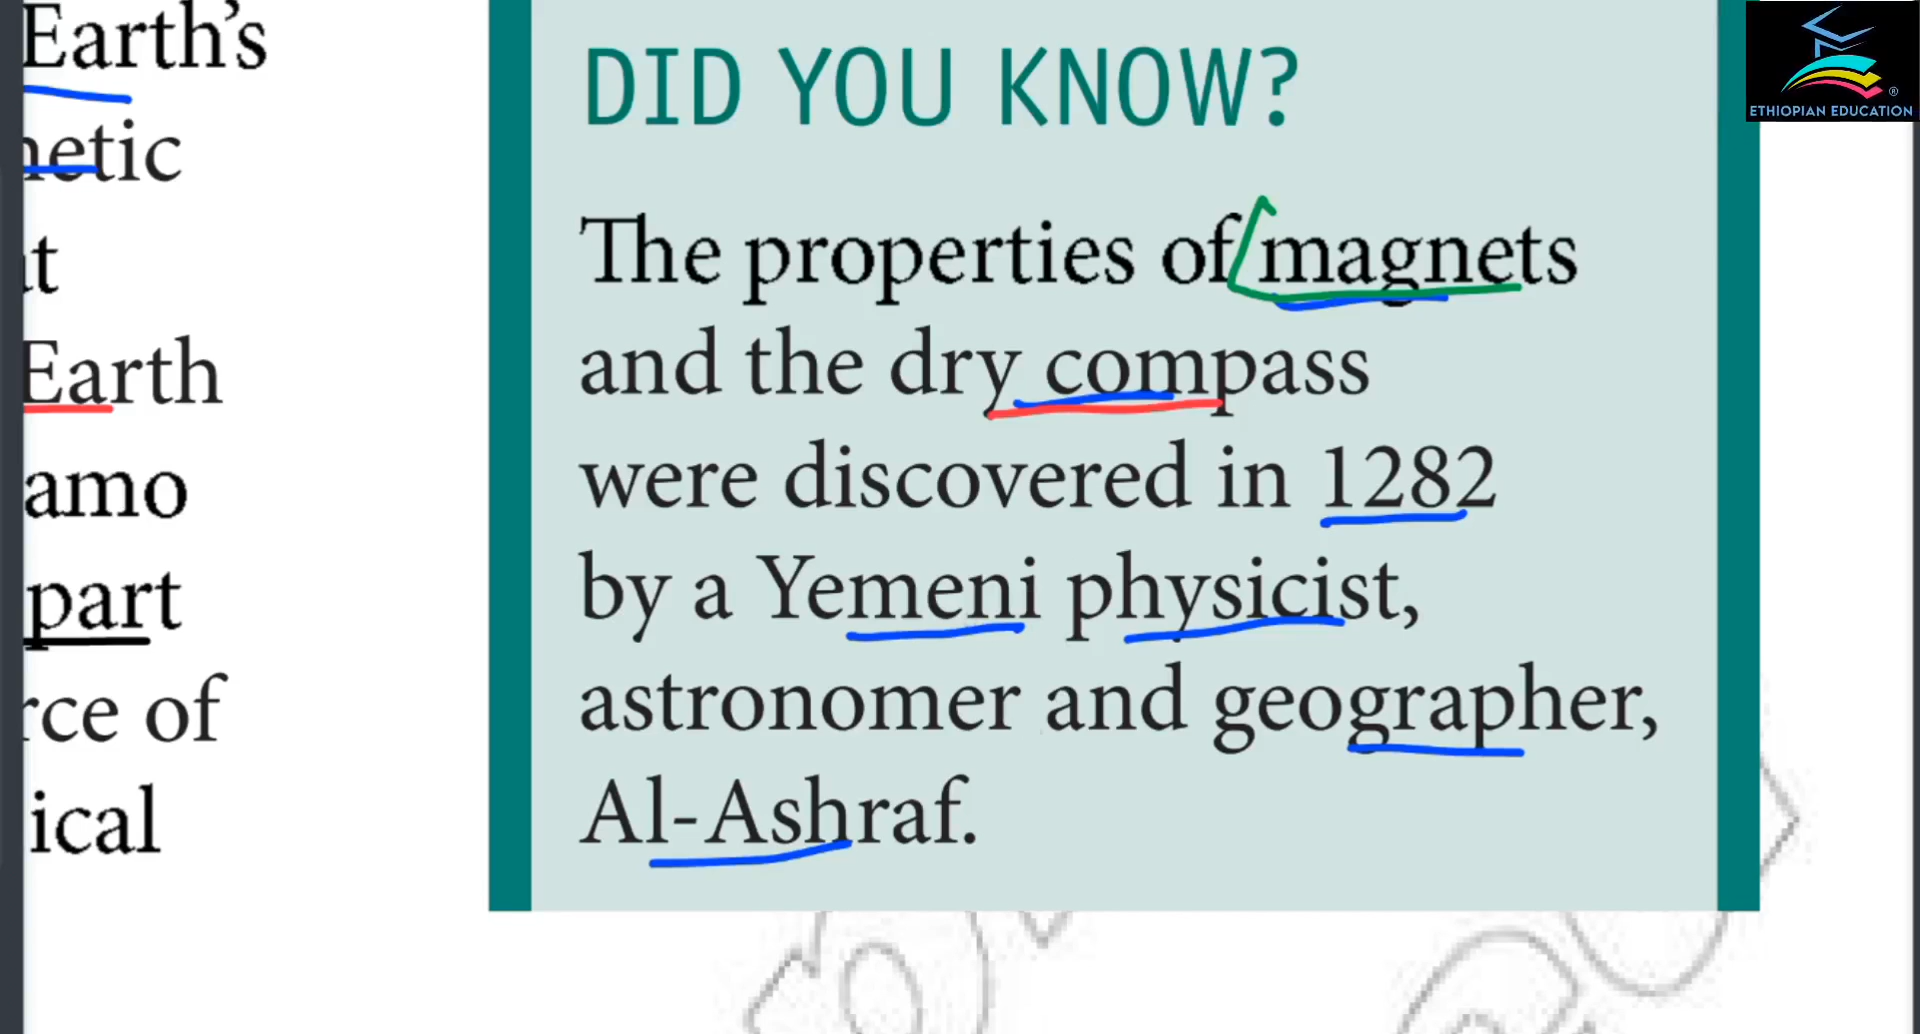 Earth's
netic
t
Earth
amo
part
rce of
ical
DID YOU KNOW?
The properties of magnets
and the dry compass
were discovered in 1282
by a Yemeni physicist,
astronomer and geographer,
Al-Ashraf.
ETHIOPIAN EDUCATION
®